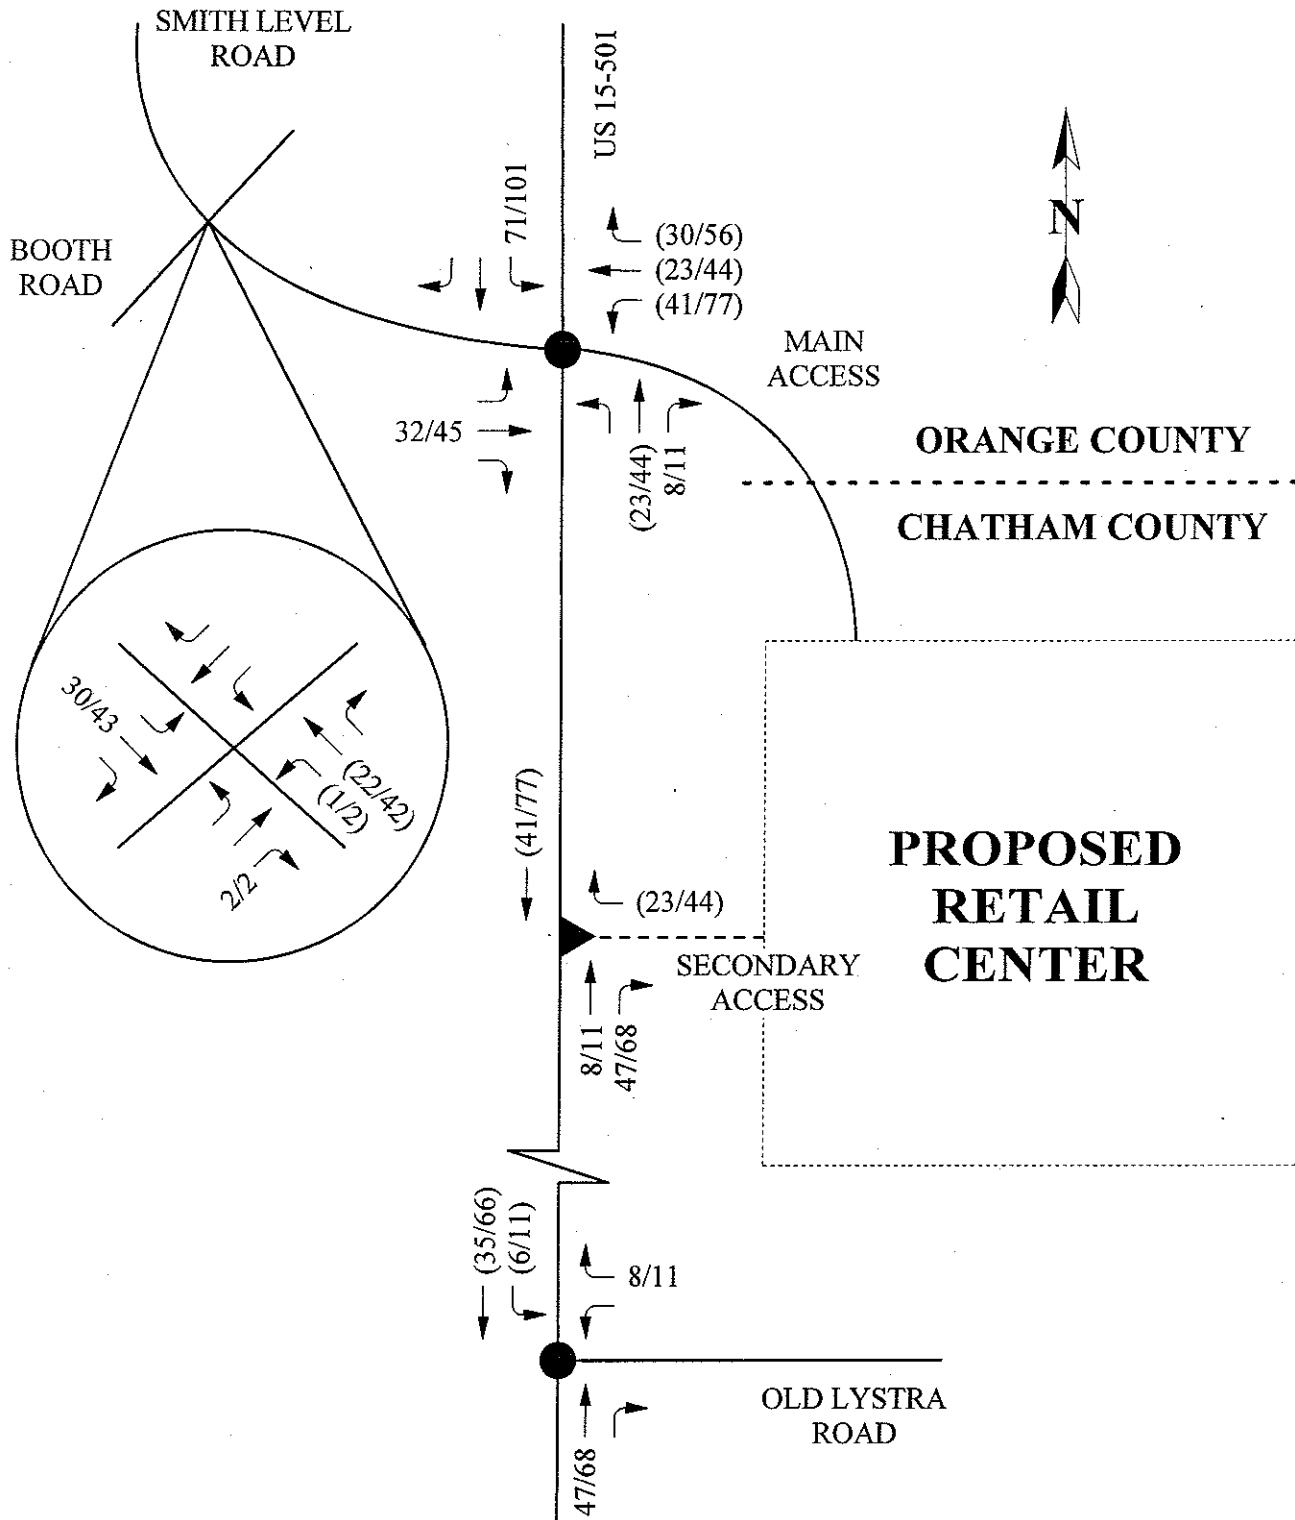 SMITH LEVEL
ROAD
US 15-501
BOOTH
ROAD
71/101
(30/56)
(23/44)
(41/77)
N
MAIN
ACCESS
32/45
(23/44)
8/11
ORANGE COUNTY
CHATHAM COUNTY
30/43
(22/42)
(1/2)
2/2
(41/77)
(23/44)
SECONDARY
ACCESS
8/11
47/68
PROPOSED
RETAIL
CENTER
(35/66)
(6/11)
8/11
OLD LYSTRA
ROAD
47/68